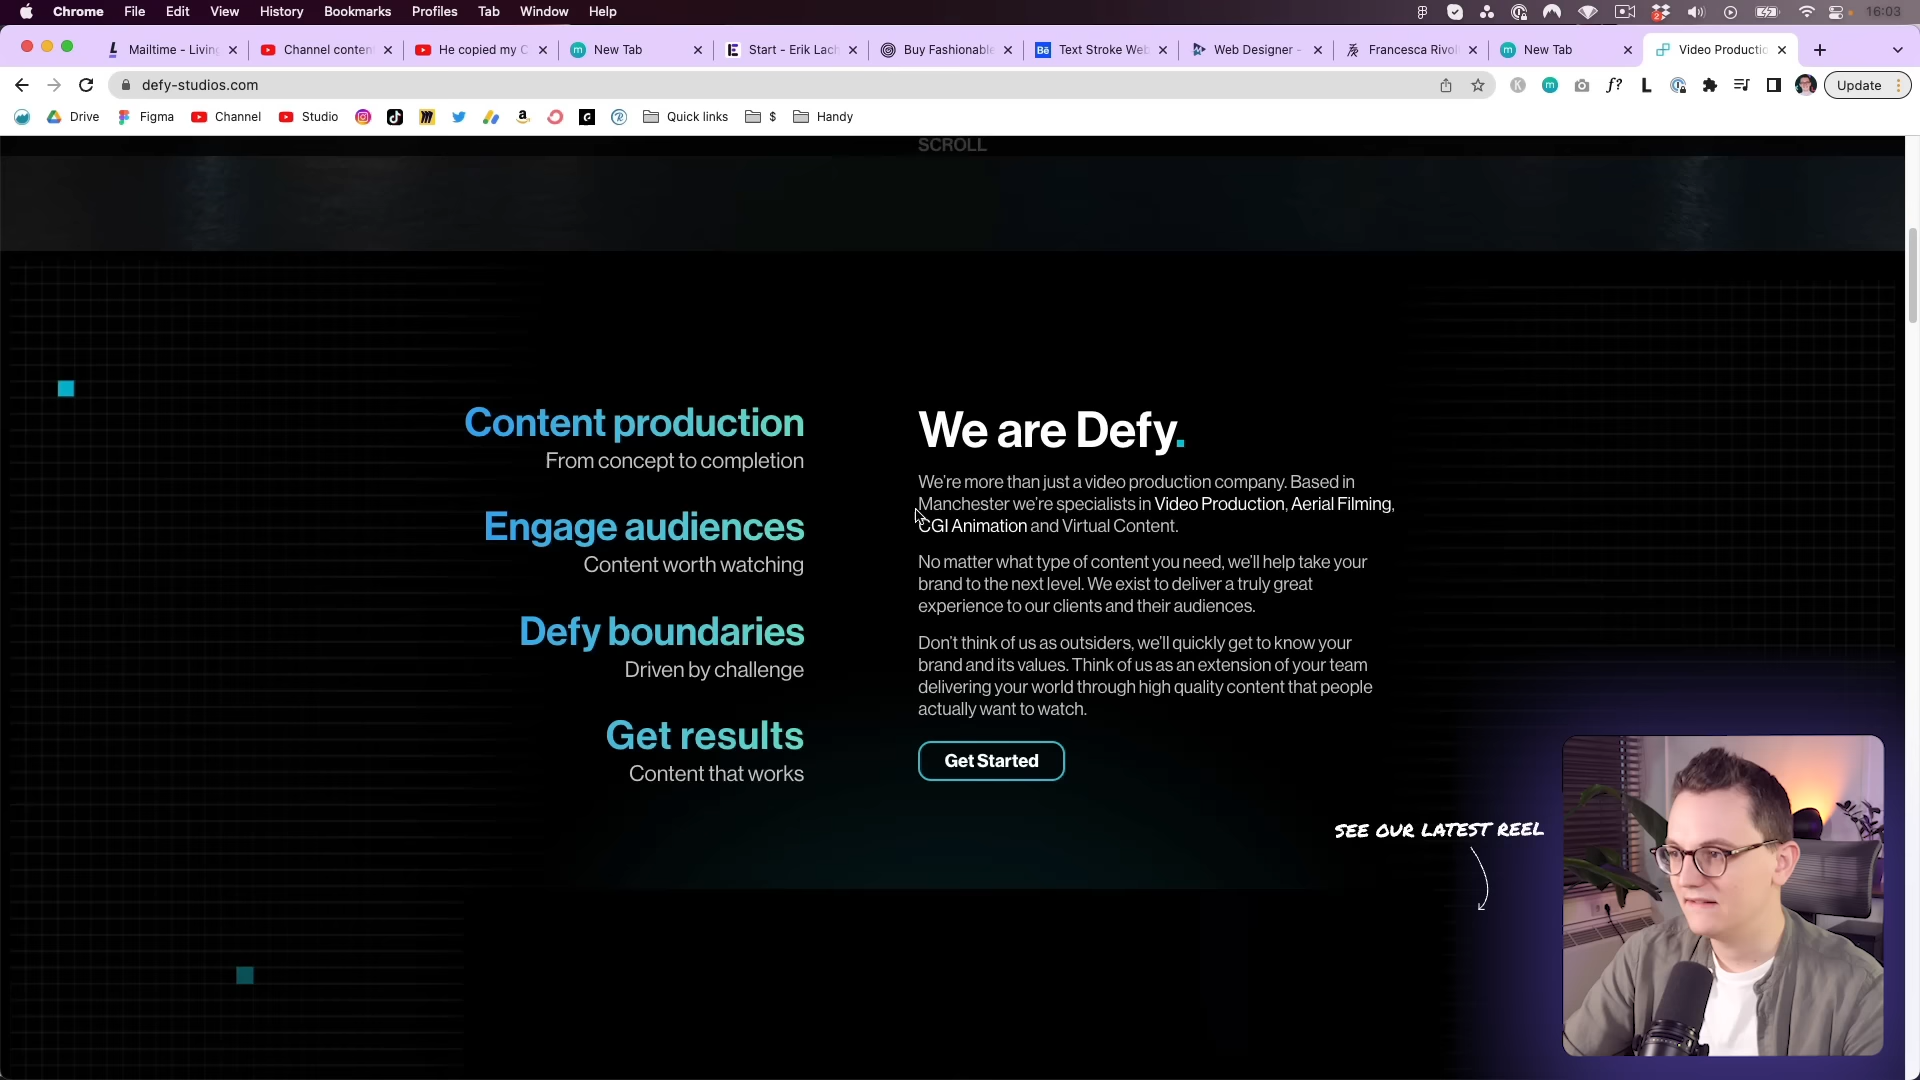 Chrome File Edit View History Bookmarks Profiles Tab Window Help 16:03
Mailtime - Living Channel content He copied my C New Tab Start - Erik Lach Buy Fashionable Text Stroke Web Web Designer - Francesca Rivol New Tab Video Productio
defy-studios.com Update
Drive Figma Channel Studio Quick links $ Handy
SCROLL
Content production
From concept to completion
Engage audiences
Content worth watching
Defy boundaries
Driven by challenge
Get results
Content that works
We are Defy.
We're more than just a video production company. Based in
Manchester we're specialists in Video Production, Aerial Filming,
CGI Animation and Virtual Content.
No matter what type of content you need, we'll help take your
brand to the next level. We exist to deliver a truly great
experience to our clients and their audiences.
Don't think of us as outsiders, we'll quickly get to know your
brand and its values. Think of us as an extension of your team
delivering your world through high quality content that people
actually want to watch.
Get Started
SEE OUR LATEST REEL